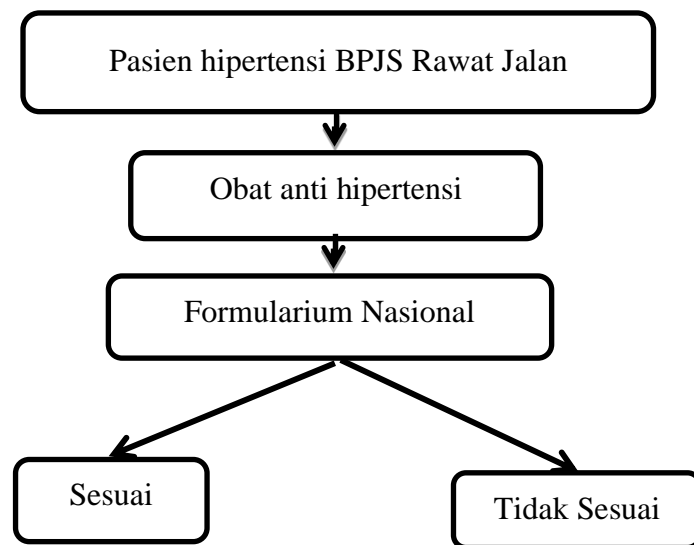 Pasien hipertensi BPJS Rawat Jalan
Obat anti hipertensi
Formularium Nasional
Sesuai
Tidak Sesuai